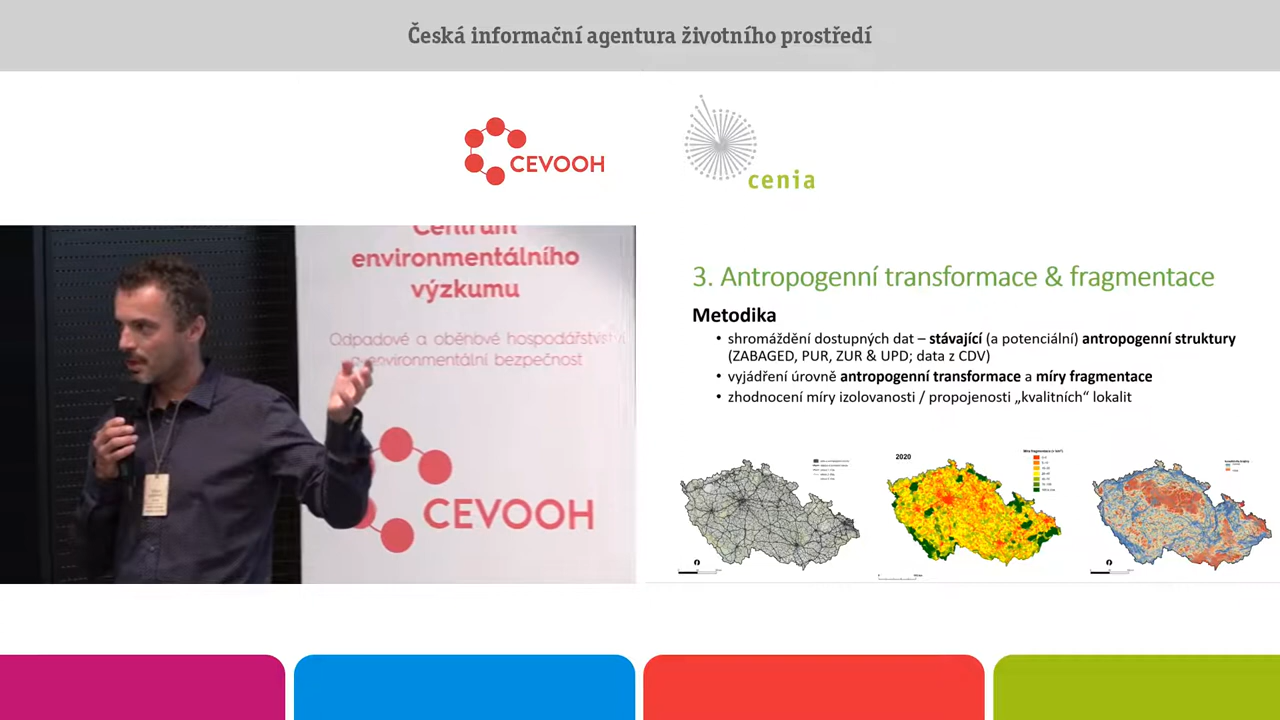 Česká informační agentura životního prostředí
CEVOOH
cenia
Centrum
environmentálního
výzkumu
Odpadové a oběhové hospodářství
a environmentální bezpečnost
CEVOOH
3. Antropogenní transformace & fragmentace
Metodika
• shromáždění dostupných dat – stávající (a potenciální) antropogenní struktury
(ZABAGED, PUR, ZUR & UPD; data z CDV)
• vyjádření úrovně antropogenní transformace a míry fragmentace
• zhodnocení míry izolovanosti / propojenosti „kvalitních“ lokalit
2020